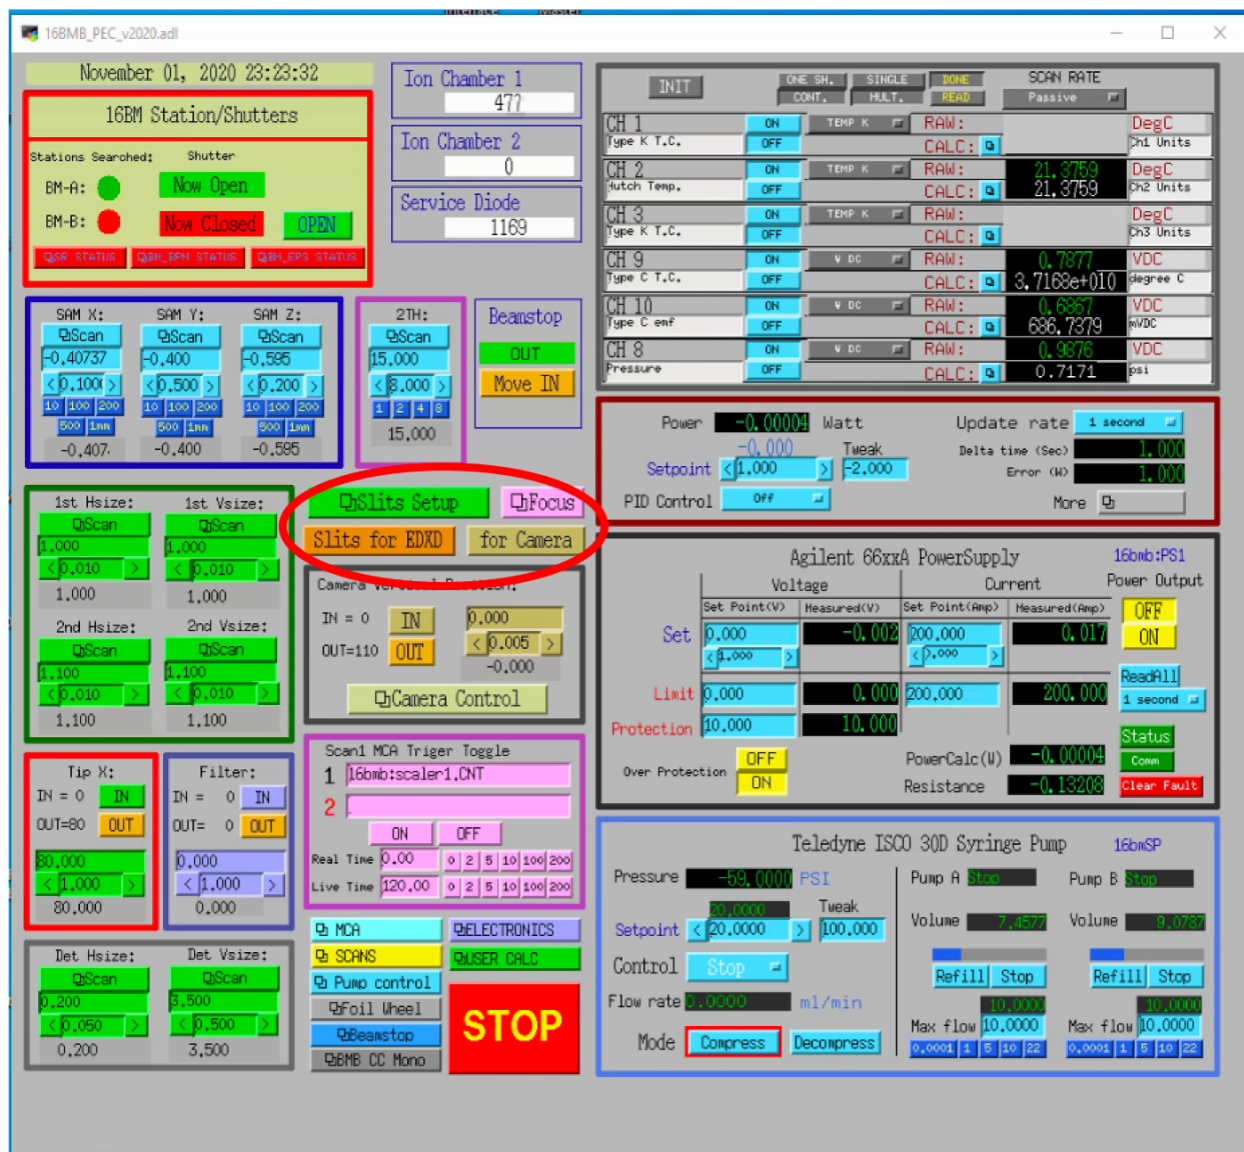 Interface Master
16BMB_PEC_v2020.adl
November 01, 2020 23:23:32
16BM Station/Shutters
Stations Searched: Shutter
BM-A: Now Open
BM-B: Now Closed OPEN
SR STATUS BM_BPM STATUS BM_EPS STATUS
Ion Chamber 1
477
Ion Chamber 2
0
Service Diode
1169
SAM X: SAM Y: SAM Z:
Scan Scan Scan
-0.40737 -0.400 -0.595
< 0.100( > < 0.500 > < 0.200 >
10 100 200 10 100 200 10 100 200
500 1mm 500 1mm 500 1mm
-0.407 -0.400 -0.595
2TH:
Scan
15.000
< 8.000 >
1 2 4 8
15.000
Beamstop
OUT
Move IN
1st Hsize: 1st Vsize:
Scan Scan
1.000 1.000
< 0.010 > < 0.010 >
1.000 1.000
2nd Hsize: 2nd Vsize:
Scan Scan
1.100 1.100
< 0.010 > < 0.010 >
1.100 1.100
Slits Setup Focus
Slits for EDXD for Camera
Camera Vertical Position:
IN = 0 IN 0.000
OUT=110 OUT < 0.005 >
-0.000
Camera Control
Tip X:
IN = 0 IN
OUT=80 OUT
80.000
< 1.000 >
80.000
Filter:
IN = 0 IN
OUT= 0 OUT
0.000
< 1.000 >
0.000
Scan1 MCA Triger Toggle
1 16bmb:scaler1.CNT
2
ON OFF
Real Time 0.00 0 2 5 10 100 200
Live Time 120.00 0 2 5 10 100 200
Det Hsize: Det Vsize:
Scan Scan
0.200 3.500
< 0.050 > < 0.500 >
0.200 3.500
MCA ELECTRONICS
SCANS USER CALC
Pump control
Foil Wheel
Beamstop
BMB CC Mono
STOP
INIT ONE SH. SINGLE DONE SCAN RATE
CONT. MULT. READ Passive
CH 1 ON TEMP K RAW: DegC
Type K T.C. OFF CALC: Ch1 Units
CH 2 ON TEMP K RAW: 21.3759 DegC
Hutch Temp. OFF CALC: 21.3759 Ch2 Units
CH 3 ON TEMP K RAW: DegC
Type K T.C. OFF CALC: Ch3 Units
CH 9 ON V DC RAW: 0.7877 VDC
Type C T.C. OFF CALC: 3.7168e+010 degree C
CH 10 ON V DC RAW: 0.6867 VDC
Type C emf OFF CALC: 686.7379 mVDC
CH 8 ON V DC RAW: 0.9876 VDC
Pressure OFF CALC: 0.7171 psi
Power -0.00004 Watt Update rate 1 second
-0.000 Tweak Delta time (Sec) 1.000
Setpoint < 1.000 > -2.000 Error (W) 1.000
PID Control Off More
Agilent 66xxA PowerSupply 16bmb:PS1
Voltage Current Power Output
Set Point(V) Measured(V) Set Point(Amp) Measured(Amp) OFF
Set 0.000 -0.002 200.000 0.017 ON
< 1.000 > < 0.000 >
ReadAll
Limit 0.000 0.000 200.000 200.000 1 second
Protection 10.000 10.000
Status
Over Protection OFF PowerCalc(W) -0.00004 Comm
ON Resistance -0.13208 Clear Fault
Teledyne ISCO 30D Syringe Pump 16bmSP
Pressure -59.0000 PSI Pump A Stop Pump B Stop
20.0000 Tweak
Setpoint < 20.0000 > 100.000 Volume 7.4577 Volume 9.0787
Control Stop Refill Stop Refill Stop
Flow rate 0.0000 ml/min 10.0000 10.0000
Max flow 10.0000 Max flow 10.0000
Mode Compress Decompress 0.0001 1 5 10 22 0.0001 1 5 10 22